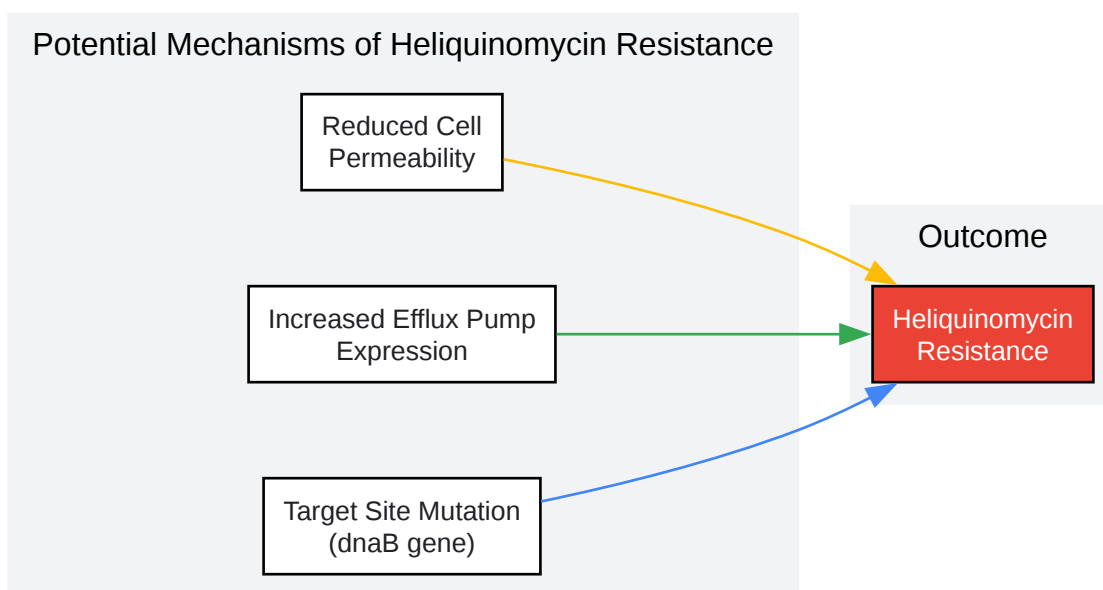 Potential Mechanisms of Heliquinomycin Resistance
Reduced Cell
Permeability
Increased Efflux Pump
Expression
Target Site Mutation
(dnaB gene)
Outcome
Heliquinomycin
Resistance